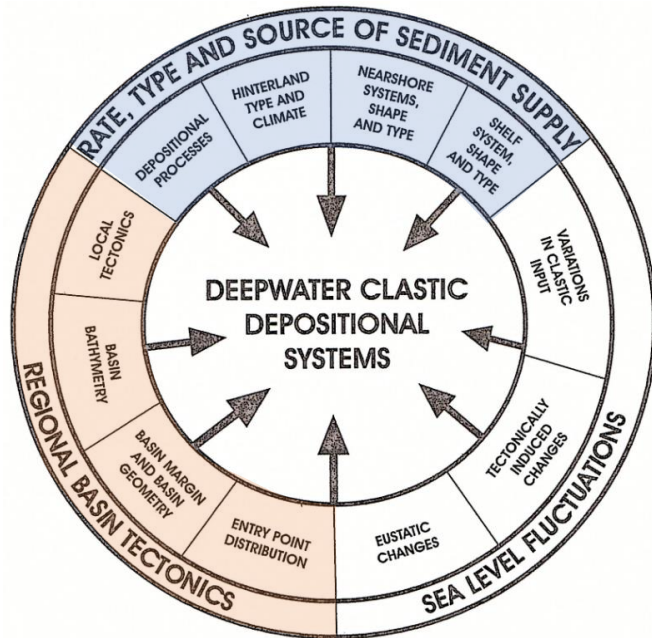 RATE, TYPE AND SOURCE OF SEDIMENT SUPPLY
DEPOSITIONAL
PROCESSES
HINTERLAND
TYPE AND
CLIMATE
NEARSHORE
SYSTEMS,
SHAPE
AND TYPE
SHELF
SYSTEM,
SHAPE
AND TYPE
LOCAL
TECTONICS
VARIATIONS
IN CLASTIC
INPUT
DEEPWATER CLASTIC
DEPOSITIONAL
SYSTEMS
BASIN
BATHYMETRY
TECTONICALLY
INDUCED
CHANGES
BASIN MARGIN
AND BASIN
GEOMETRY
ENTRY POINT
DISTRIBUTION
EUSTATIC
CHANGES
REGIONAL BASIN TECTONICS
SEA LEVEL FLUCTUATIONS